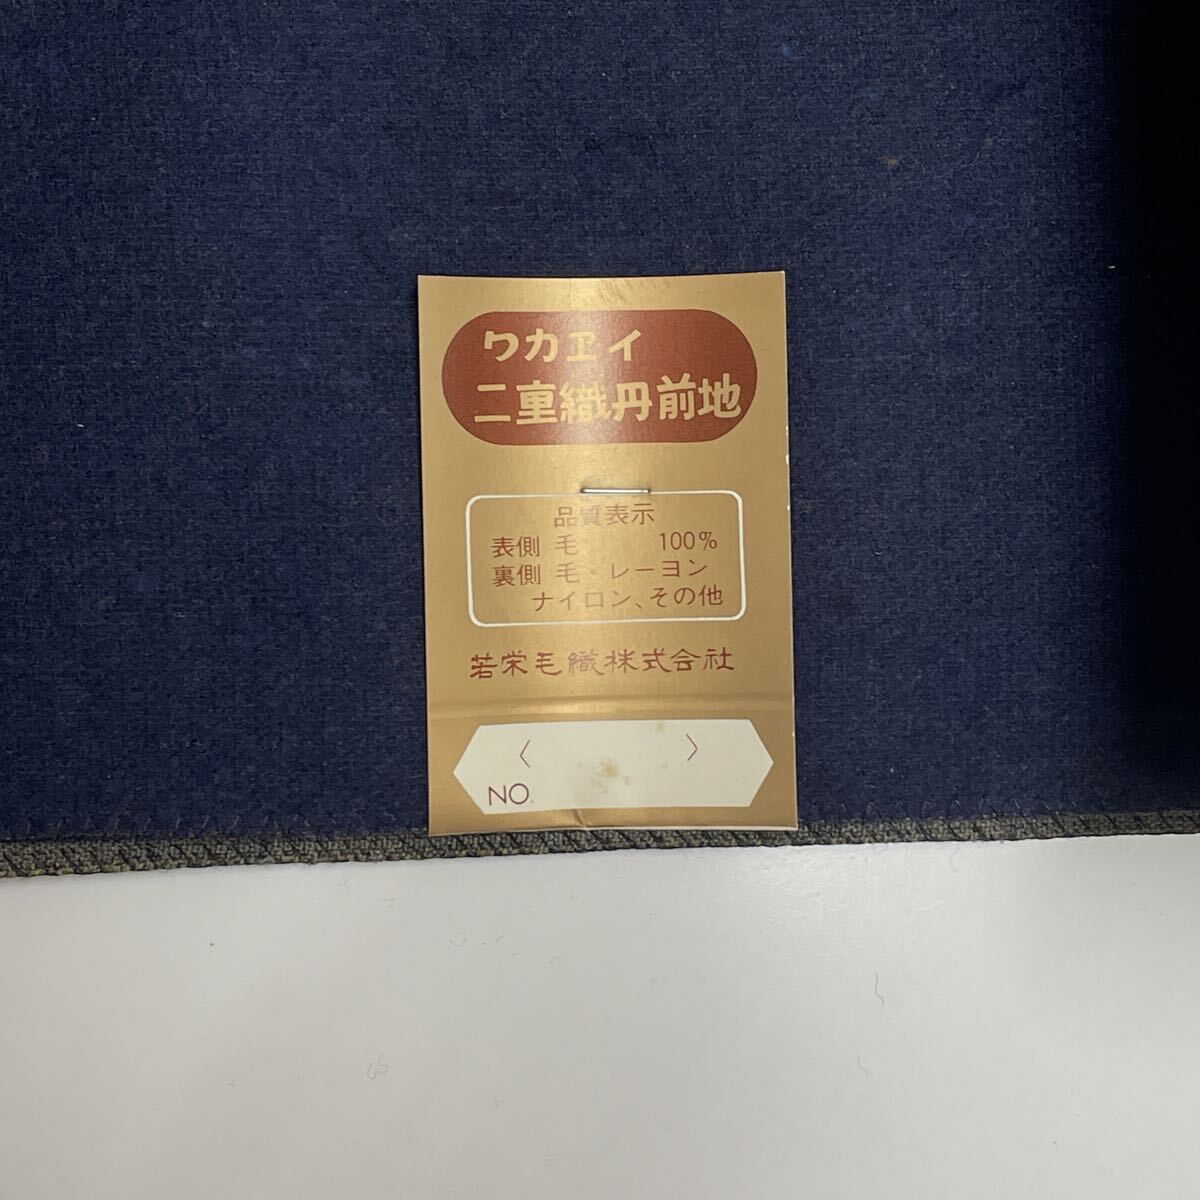 ワカヱイ
二重織丹前地
品質表示
表側 毛 100%
裏側 毛・レーヨン
ナイロン、その他
若栄毛織株式会社
〈 〉
NO.